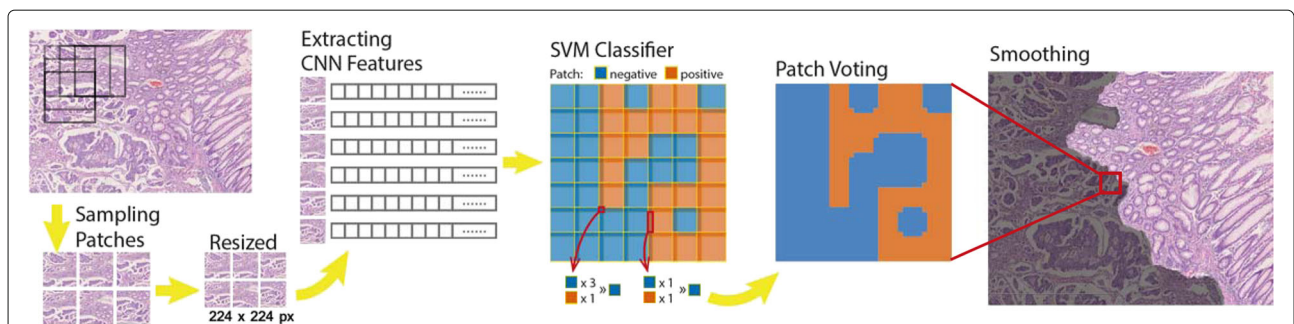 Extracting
CNN Features
SVM Classifier
Patch: negative positive
Patch Voting
Smoothing
Sampling
Patches
Resized
224 x 224 px
......
......
......
......
......
......
x 3
x 1
»
x 1
x 1
»